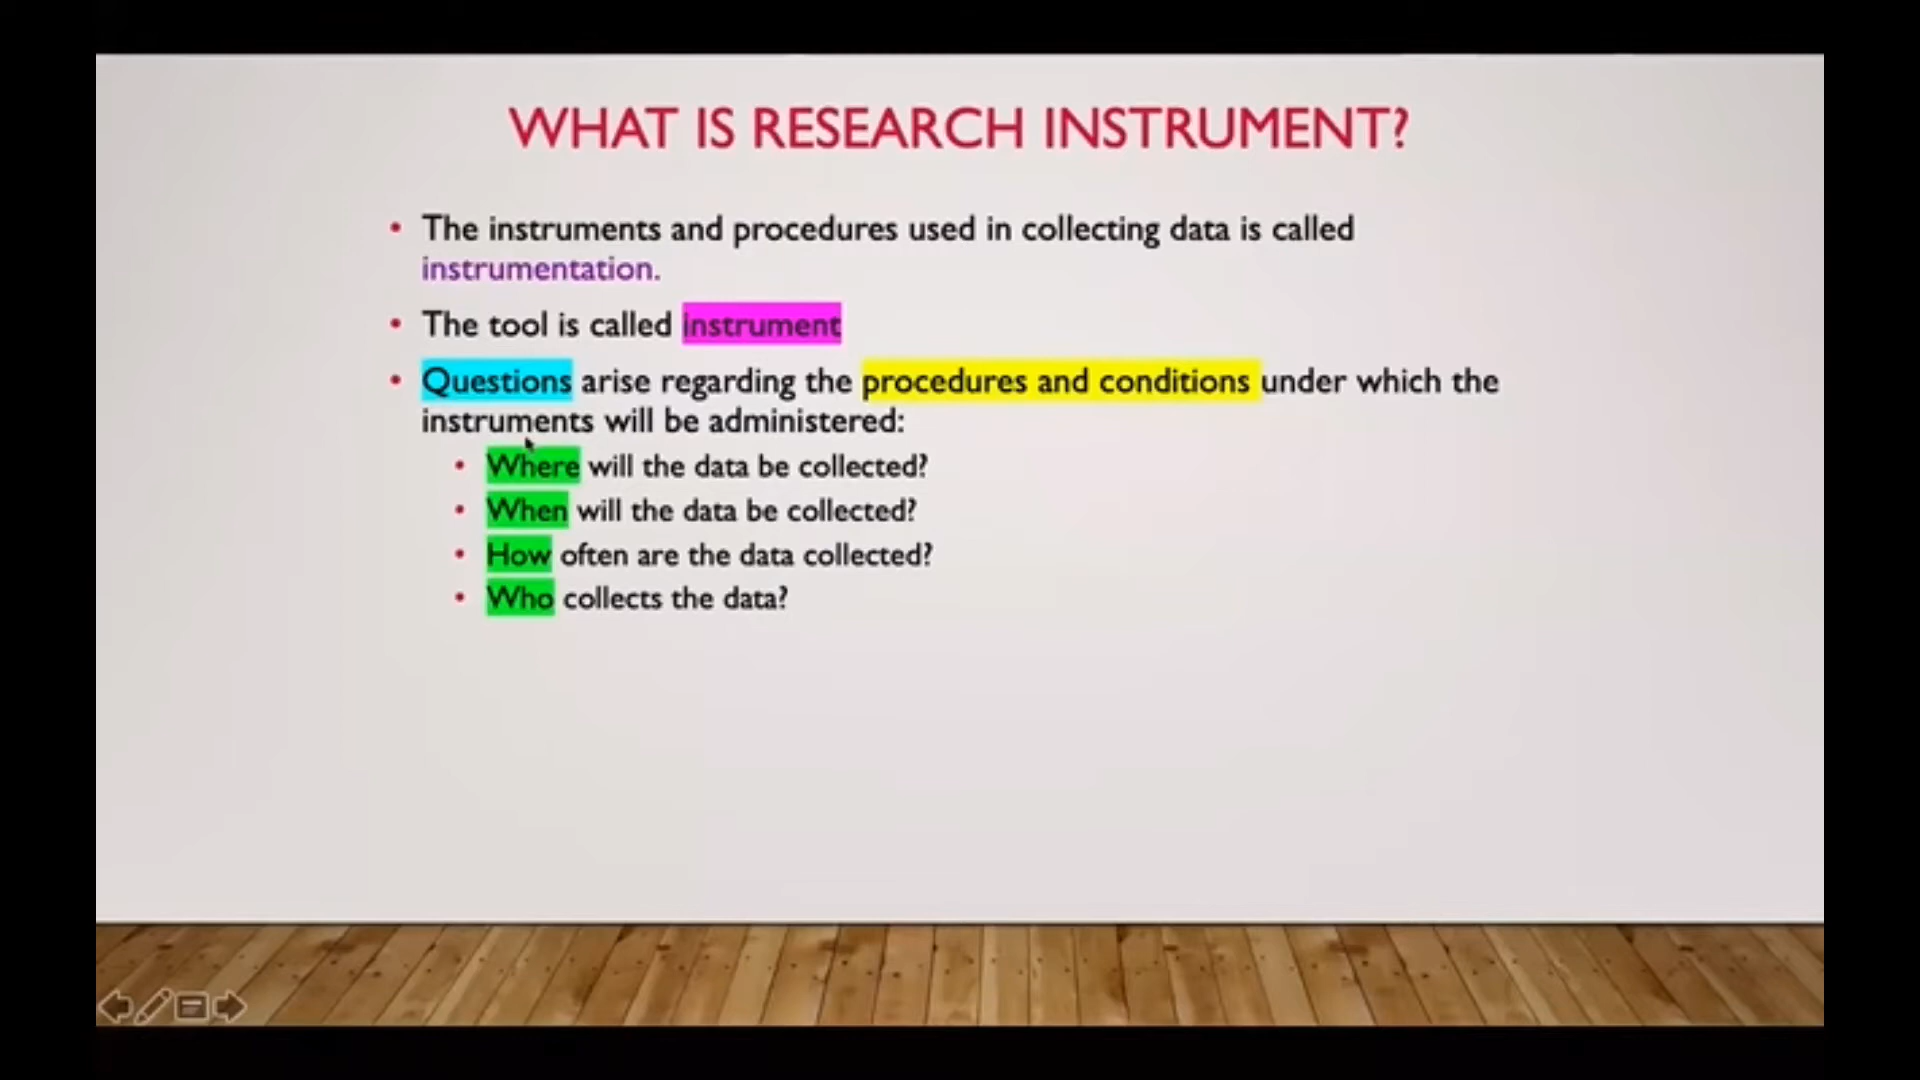 WHAT IS RESEARCH INSTRUMENT?
• The instruments and procedures used in collecting data is called
instrumentation.
• The tool is called instrument
• Questions arise regarding the procedures and conditions under which the
instruments will be administered:
• Where will the data be collected?
• When will the data be collected?
• How often are the data collected?
• Who collects the data?